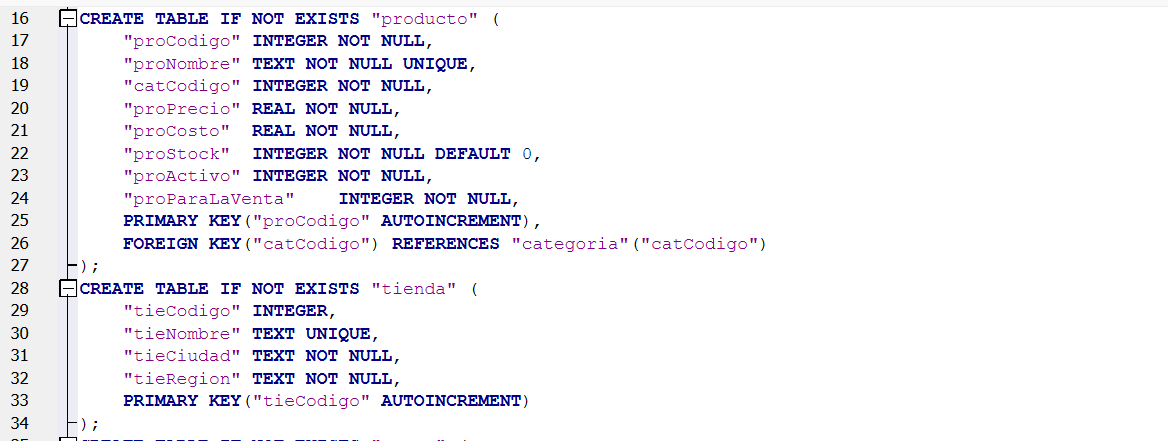 16 CREATE TABLE IF NOT EXISTS "producto" (
17 "proCodigo" INTEGER NOT NULL,
18 "proNombre" TEXT NOT NULL UNIQUE,
19 "catCodigo" INTEGER NOT NULL,
20 "proPrecio" REAL NOT NULL,
21 "proCosto" REAL NOT NULL,
22 "proStock" INTEGER NOT NULL DEFAULT 0,
23 "proActivo" INTEGER NOT NULL,
24 "proParaLaVenta" INTEGER NOT NULL,
25 PRIMARY KEY("proCodigo" AUTOINCREMENT),
26 FOREIGN KEY("catCodigo") REFERENCES "categoria"("catCodigo")
27 );
28 CREATE TABLE IF NOT EXISTS "tienda" (
29 "tieCodigo" INTEGER,
30 "tieNombre" TEXT UNIQUE,
31 "tieCiudad" TEXT NOT NULL,
32 "tieRegion" TEXT NOT NULL,
33 PRIMARY KEY("tieCodigo" AUTOINCREMENT)
34 );